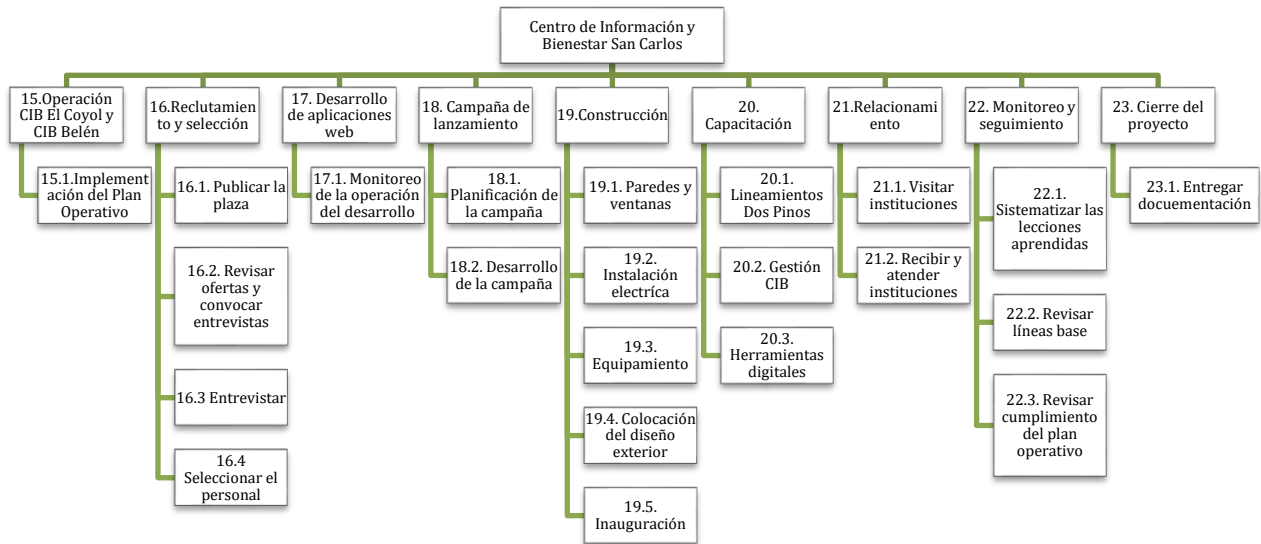 Centro de Información y
Bienestar San Carlos
15.Operación
CIB El Coyol y
CIB Belén
15.1.Implement
ación del Plan
Operativo
16.Reclutamien
to y selección
16.1. Publicar la
plaza
16.2. Revisar
ofertas y
convocar
entrevistas
16.3 Entrevistar
16.4
Seleccionar el
personal
17. Desarrollo
de aplicaciones
web
17.1. Monitoreo
de la operación
del desarrollo
18. Campaña de
lanzamiento
18.1.
Planificación de
la campaña
18.2. Desarrollo
de la campaña
19.Construcción
19.1. Paredes y
ventanas
19.2.
Instalación
electríca
19.3.
Equipamiento
19.4. Colocación
del diseño
exterior
19.5.
Inauguración
20.
Capacitación
20.1.
Lineamientos
Dos Pinos
20.2. Gestión
CIB
20.3.
Herramientas
digitales
21.Relacionami
ento
21.1. Visitar
instituciones
21.2. Recibir y
atender
instituciones
22. Monitoreo y
seguimiento
22.1.
Sistematizar las
lecciones
aprendidas
22.2. Revisar
líneas base
22.3. Revisar
cumplimiento
del plan
operativo
23. Cierre del
proyecto
23.1. Entregar
docuementación